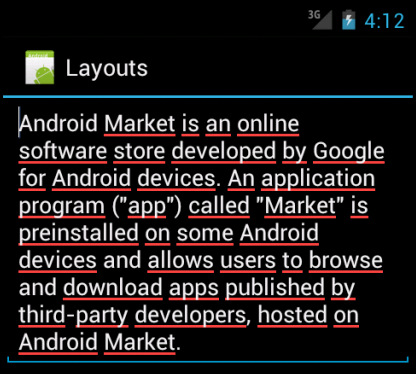 3G 4:12
Layouts
Android Market is an online
software store developed by Google
for Android devices. An application
program ("app") called "Market" is
preinstalled on some Android
devices and allows users to browse
and download apps published by
third-party developers, hosted on
Android Market.